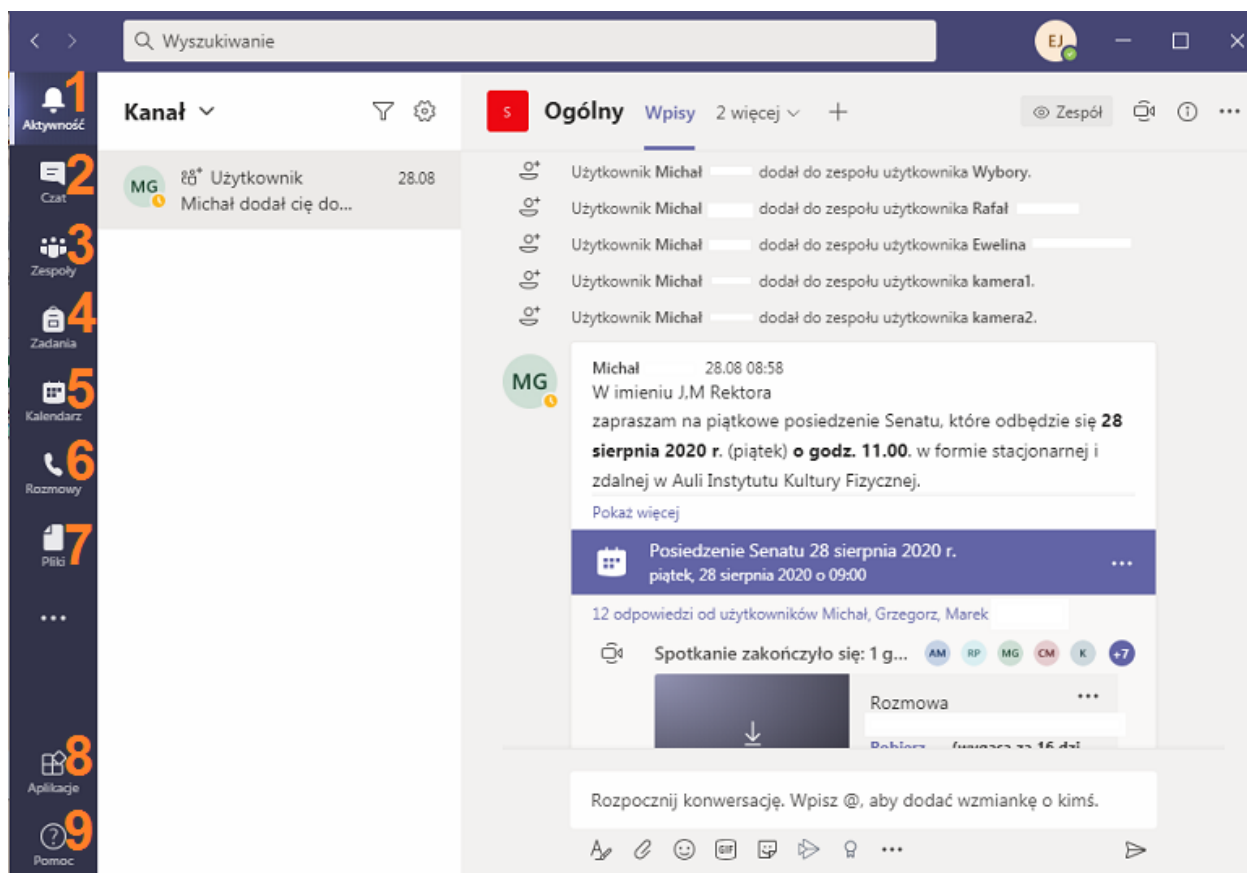 Wyszukiwanie
EJ
1
Aktywność
2
Czat
3
Zespoły
4
Zadania
5
Kalendarz
6
Rozmowy
7
Pliki
8
Aplikacje
9
Pomoc
Kanał
MG
Użytkownik 28.08
Michał dodał cię do...
S
Ogólny Wpisy 2 więcej
Zespół
Użytkownik Michał dodał do zespołu użytkownika Wybory.
Użytkownik Michał dodał do zespołu użytkownika Rafał
Użytkownik Michał dodał do zespołu użytkownika Ewelina
Użytkownik Michał dodał do zespołu użytkownika kamera1.
Użytkownik Michał dodał do zespołu użytkownika kamera2.
MG
Michał 28.08 08:58
W imieniu J,M Rektora
zapraszam na piątkowe posiedzenie Senatu, które odbędzie się 28
sierpnia 2020 r. (piątek) o godz. 11.00. w formie stacjonarnej i
zdalnej w Auli Instytutu Kultury Fizycznej.
Pokaż więcej
Posiedzenie Senatu 28 sierpnia 2020 r.
piątek, 28 sierpnia 2020 o 09:00
12 odpowiedzi od użytkowników Michał, Grzegorz, Marek
Spotkanie zakończyło się: 1 g... AM RP MG CM K +7
Rozmowa
Pobierz (wygasa za 16 dzi
Rozpocznij konwersację. Wpisz @, aby dodać wzmiankę o kimś.
GIF